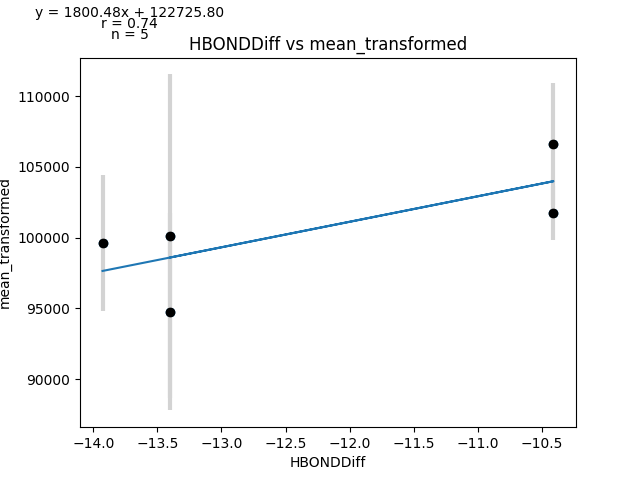 y = 1800.48x + 122725.80
r = 0.74
n = 5
HBONDDiff vs mean_transformed
110000
105000
100000
95000
90000
mean_transformed
−14.0 −13.5 −13.0 −12.5 −12.0 −11.5 −11.0 −10.5
HBONDDiff